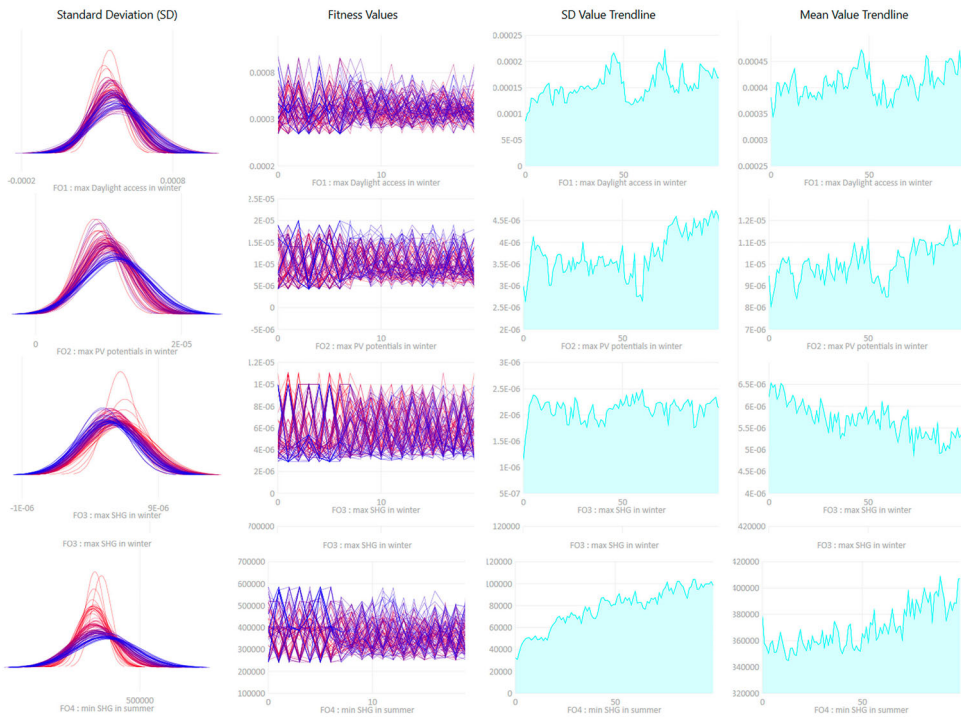 Standard Deviation (SD) Fitness Values SD Value Trendline Mean Value Trendline
-0.0002 0.0008
FO1 : max Daylight access in winter
0.0008
0.0003
0.0002
0 10
FO1 : max Daylight access in winter
0.00025
0.0002
0.00015
0.0001
5E-05
0
0 50
FO1 : max Daylight access in winter
0.00045
0.0004
0.00035
0.0003
0.00025
0 50
FO1 : max Daylight access in winter
0 2E-05
FO2 : max PV potentials in winter
2.5E-05
2E-05
1.5E-05
1E-05
5E-06
0
-5E-06
0 10
FO2 : max PV potentials in winter
4.5E-06
4E-06
3.5E-06
3E-06
2.5E-06
2E-06
0 50
FO2 : max PV potentials in winter
1.2E-05
1.1E-05
1E-05
9E-06
8E-06
7E-06
0 50
FO2 : max PV potentials in winter
-1E-06 9E-06
FO3 : max SHG in winter
1.2E-05
1E-05
8E-06
6E-06
4E-06
2E-06
0
0 10
FO3 : max SHG in winter
3E-06
2.5E-06
2E-06
1.5E-06
1E-06
5E-07
0 50
FO3 : max SHG in winter
6.5E-06
6E-06
5.5E-06
5E-06
4.5E-06
4E-06
0 50
FO3 : max SHG in winter
FO3 : max SHG in winter
700000
FO3 : max SHG in winter
120000
FO3 : max SHG in winter
420000
FO3 : max SHG in winter
500000
FO4 : min SHG in summer
700000
600000
500000
400000
300000
200000
100000
0 10
FO4 : min SHG in summer
120000
100000
80000
60000
40000
20000
0
0 50
FO4 : min SHG in summer
420000
400000
380000
360000
340000
320000
0 50
FO4 : min SHG in summer